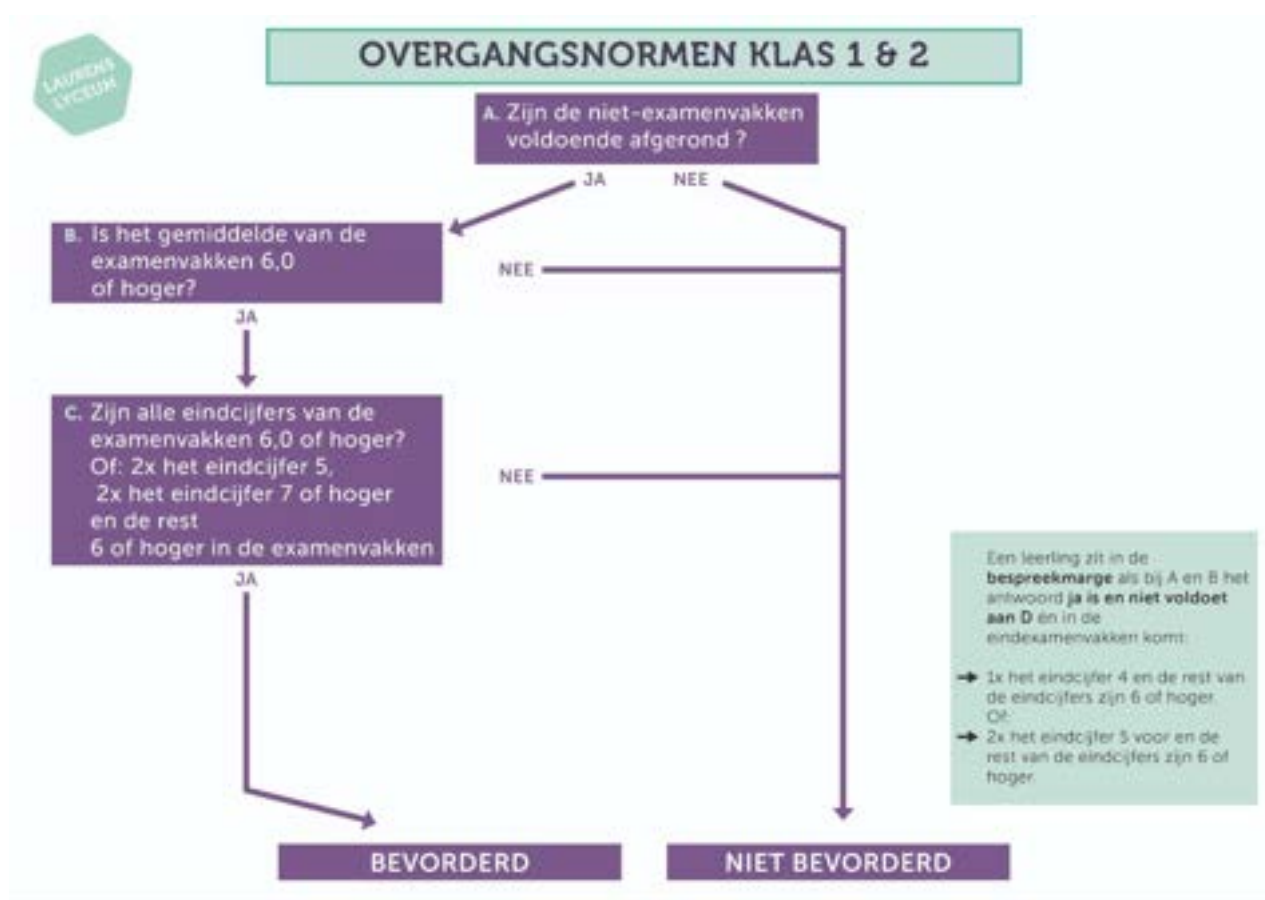 LAURENS
LYCEUM
OVERGANGSNORMEN KLAS 1 & 2
A. Zijn de niet-examenvakken
voldoende afgerond ?
JA
NEE
B. Is het gemiddelde van de
examenvakken 6,0
of hoger?
NEE
JA
C. Zijn alle eindcijfers van de
examenvakken 6,0 of hoger?
Of: 2x het eindcijfer 5,
2x het eindcijfer 7 of hoger
en de rest
6 of hoger in de examenvakken
NEE
JA
Een leerling zit in de
bespreekmarge als bij A en B het
antwoord ja is en niet voldoet
aan D en in de
eindexamenvakken komt:
→ 1x het eindcijfer 4 en de rest van
de eindcijfers zijn 6 of hoger.
Of:
→ 2x het eindcijfer 5 voor en de
rest van de eindcijfers zijn 6 of
hoger.
BEVORDERD
NIET BEVORDERD